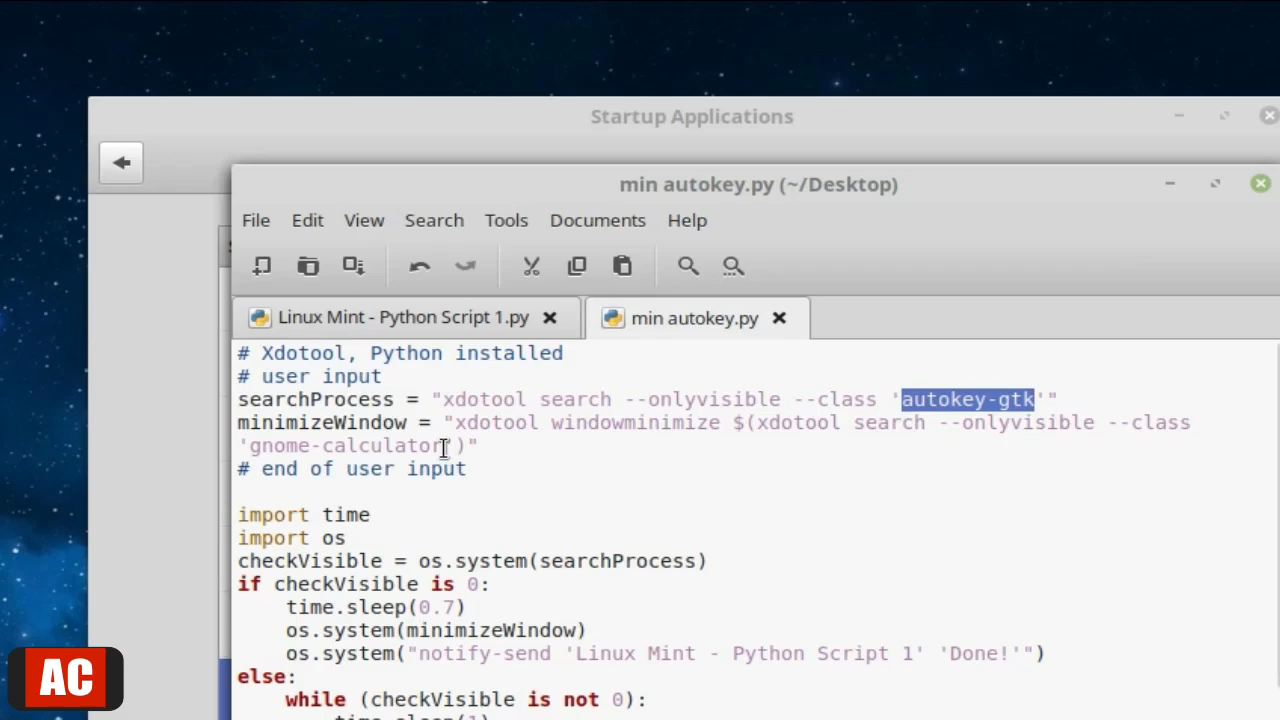 Startup Applications
min autokey.py (~/Desktop)
File Edit View Search Tools Documents Help
Linux Mint - Python Script 1.py min autokey.py
# Xdotool, Python installed
# user input
searchProcess = "xdotool search --onlyvisible --class 'autokey-gtk'"
minimizeWindow = "xdotool windowminimize $(xdotool search --onlyvisible --class
'gnome-calculator')"
# end of user input
import time
import os
checkVisible = os.system(searchProcess)
if checkVisible is 0:
    time.sleep(0.7)
    os.system(minimizeWindow)
    os.system("notify-send 'Linux Mint - Python Script 1' 'Done!'")
else:
    while (checkVisible is not 0):
        time.sleep(1)
AC